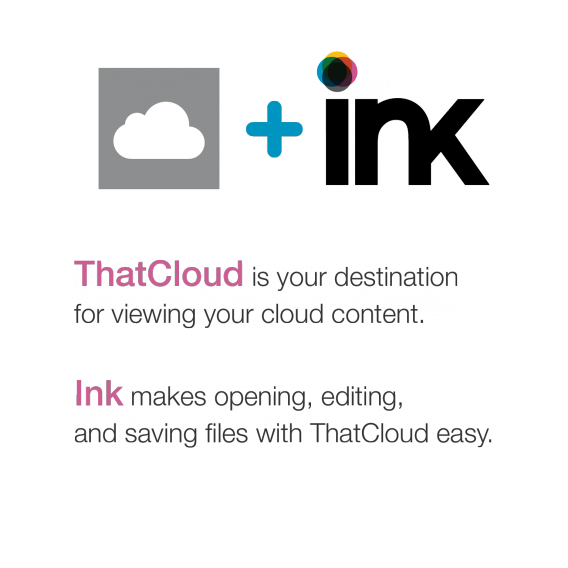 + ink
ThatCloud is your destination
for viewing your cloud content.
Ink makes opening, editing,
and saving files with ThatCloud easy.